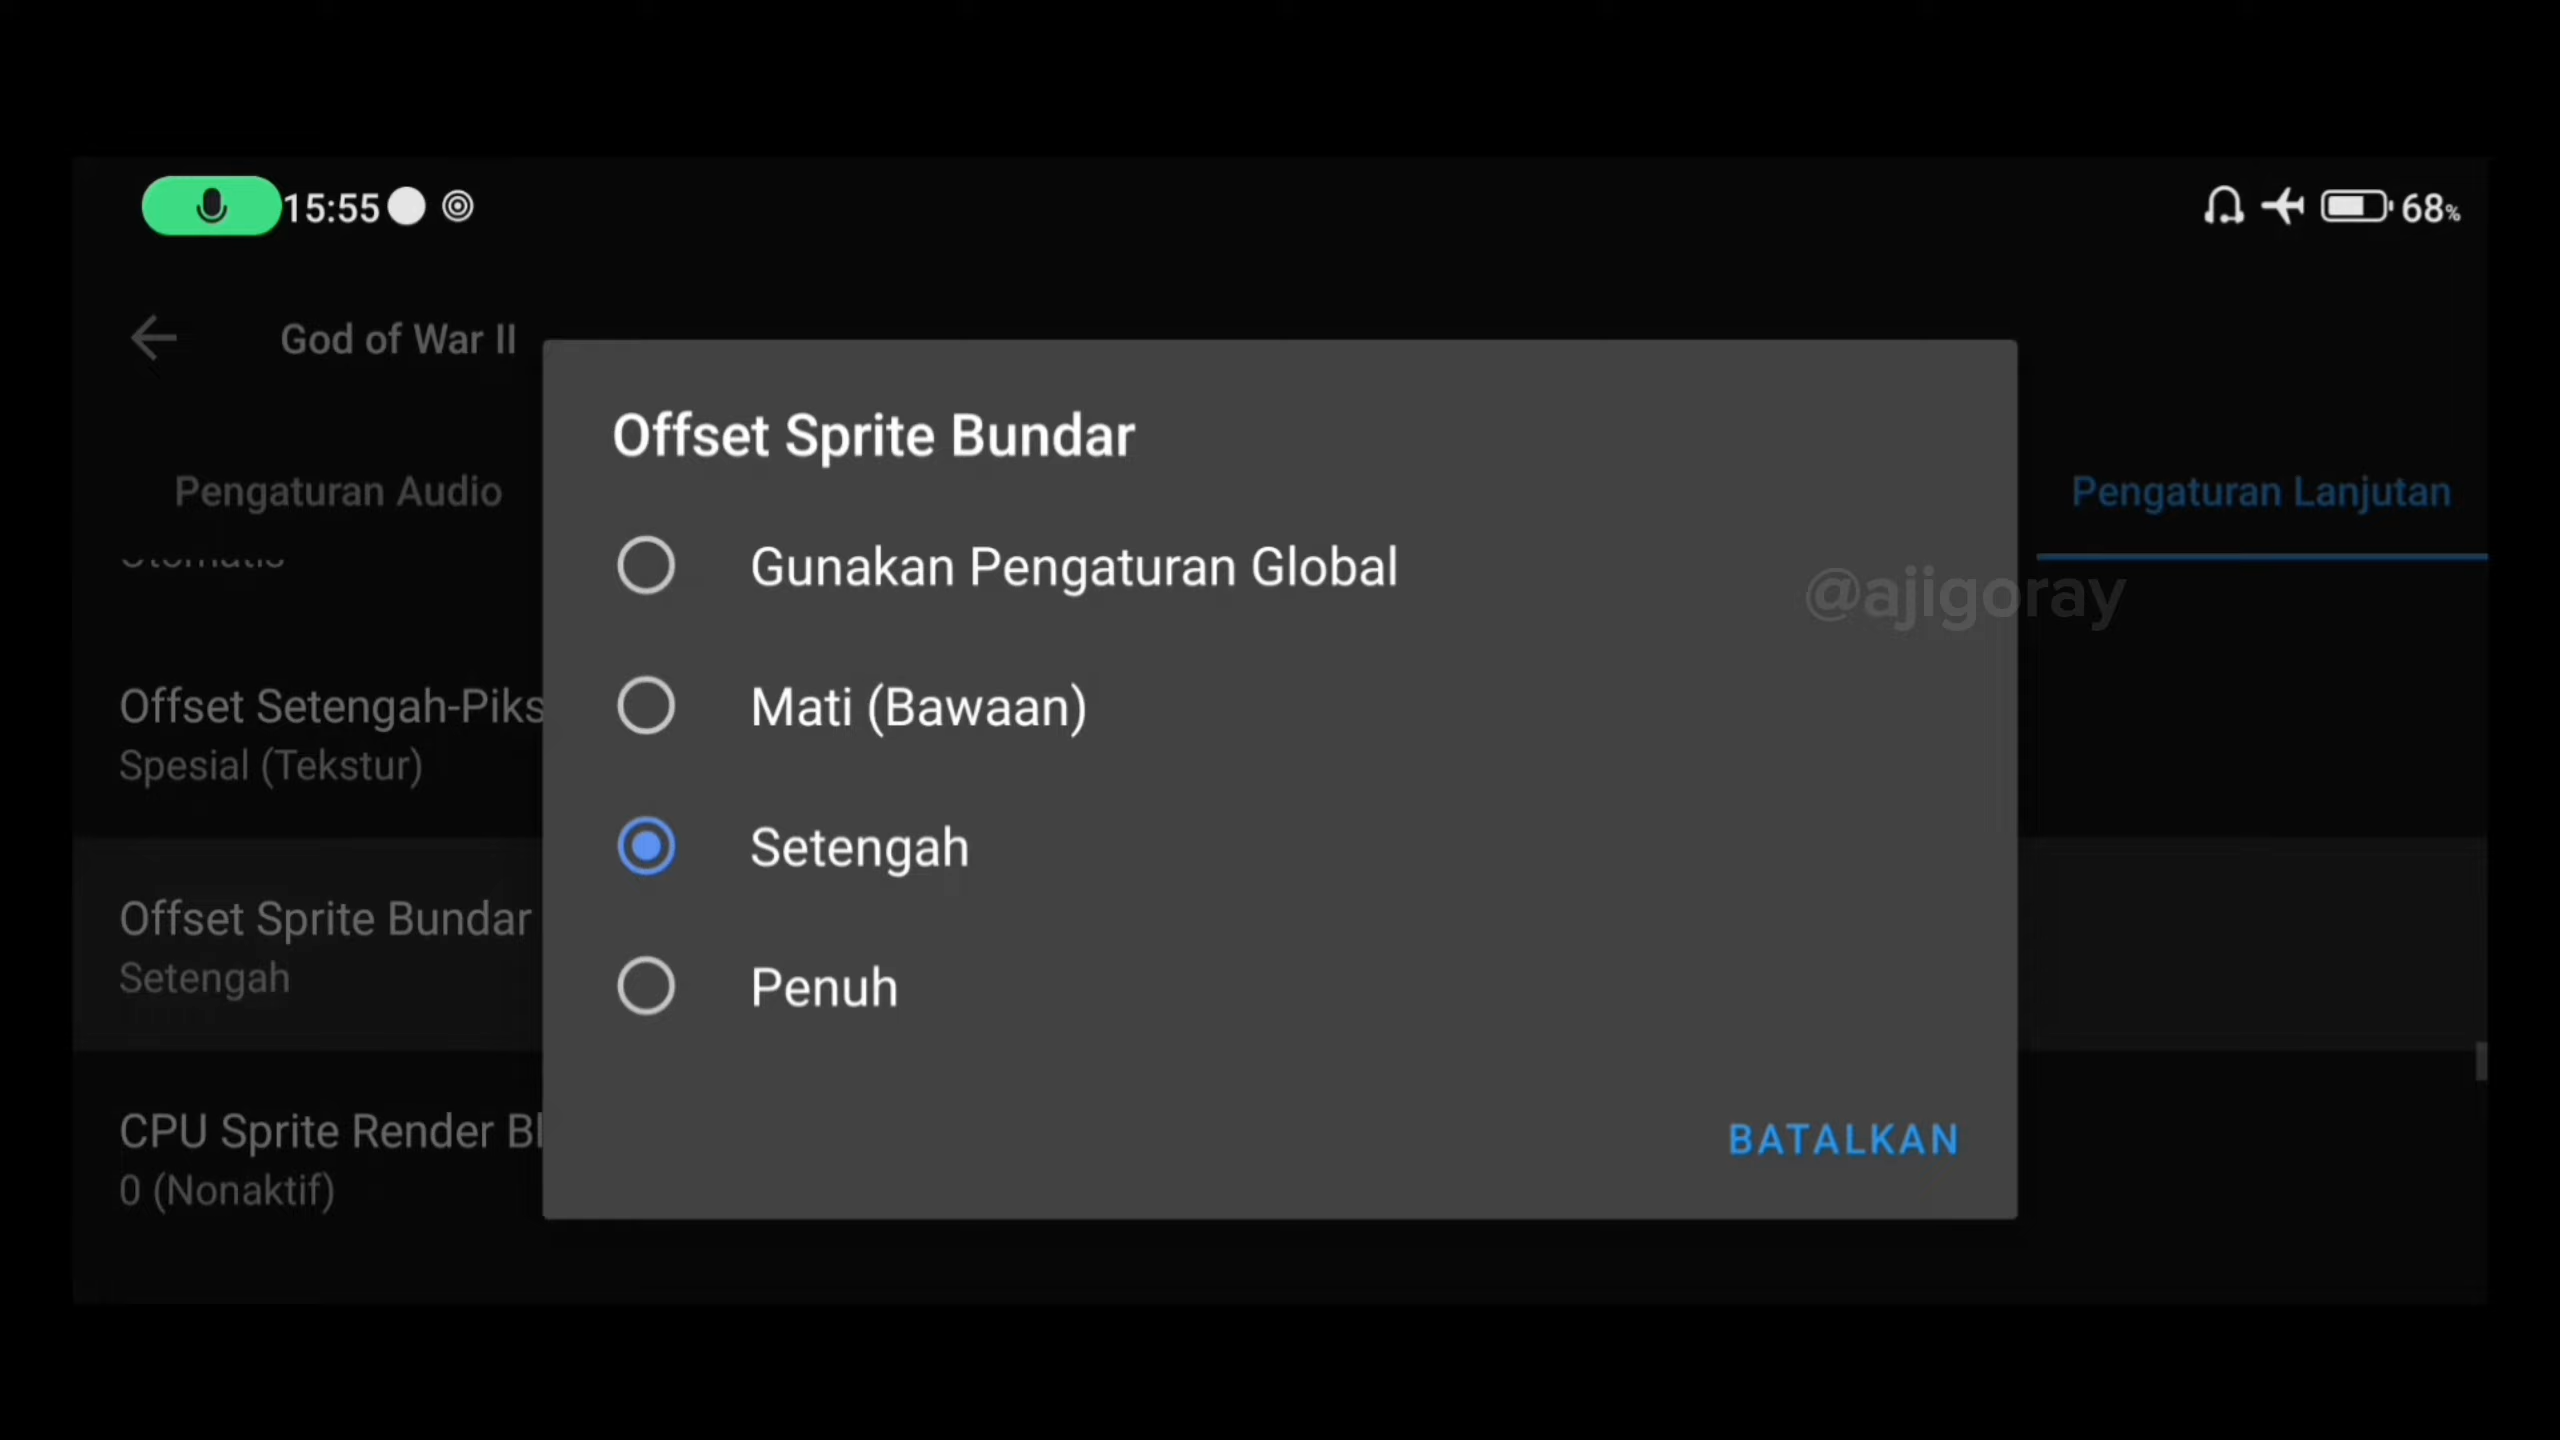 15:55
68%
God of War II
Offset Sprite Bundar
Pengaturan Audio
Pengaturan Lanjutan
Otomatis
Gunakan Pengaturan Global
@ajigoray
Mati (Bawaan)
Setengah
Penuh
BATALKAN
Offset Setengah-Piks
Spesial (Tekstur)
Offset Sprite Bundar
Setengah
CPU Sprite Render Bl
0 (Nonaktif)